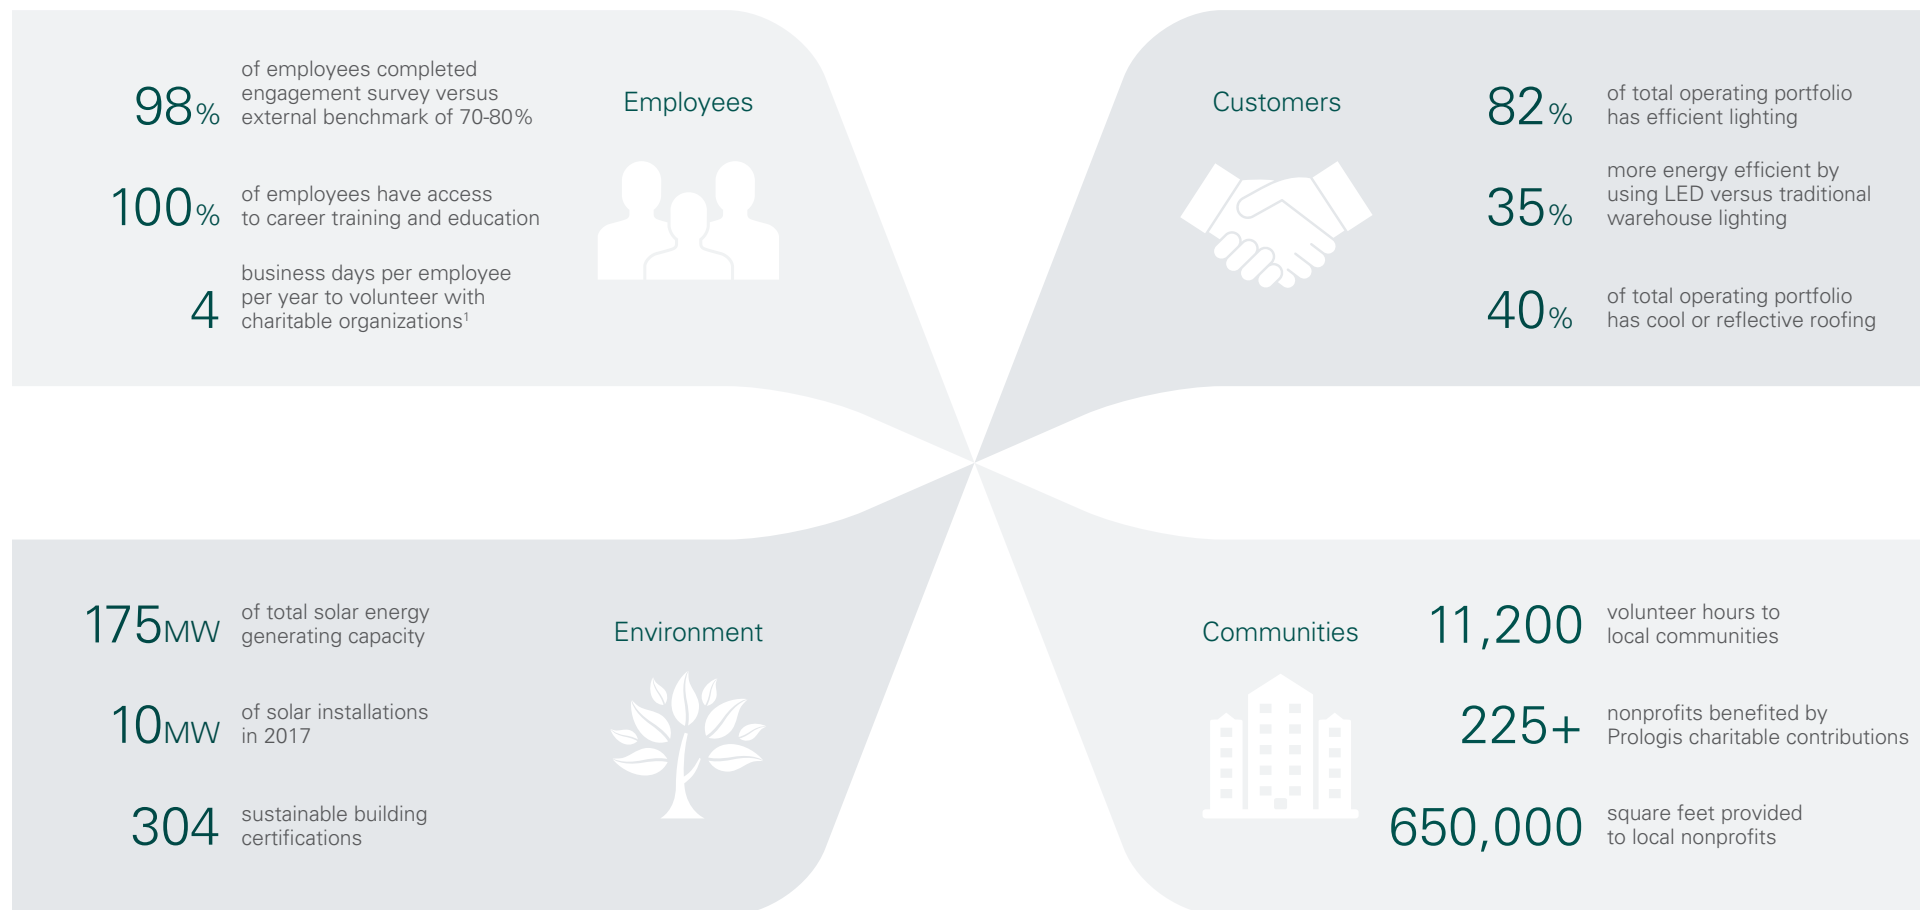 Employees
98%
of employees completed
engagement survey versus
external benchmark of 70-80%
100%
of employees have access
to career training and education
4
business days per employee
per year to volunteer with
charitable organizations¹
Customers
82%
of total operating portfolio
has efficient lighting
35%
more energy efficient by
using LED versus traditional
warehouse lighting
40%
of total operating portfolio
has cool or reflective roofing
Environment
175MW
of total solar energy
generating capacity
10MW
of solar installations
in 2017
304
sustainable building
certifications
Communities
11,200
volunteer hours to
local communities
225+
nonprofits benefited by
Prologis charitable contributions
650,000
square feet provided
to local nonprofits